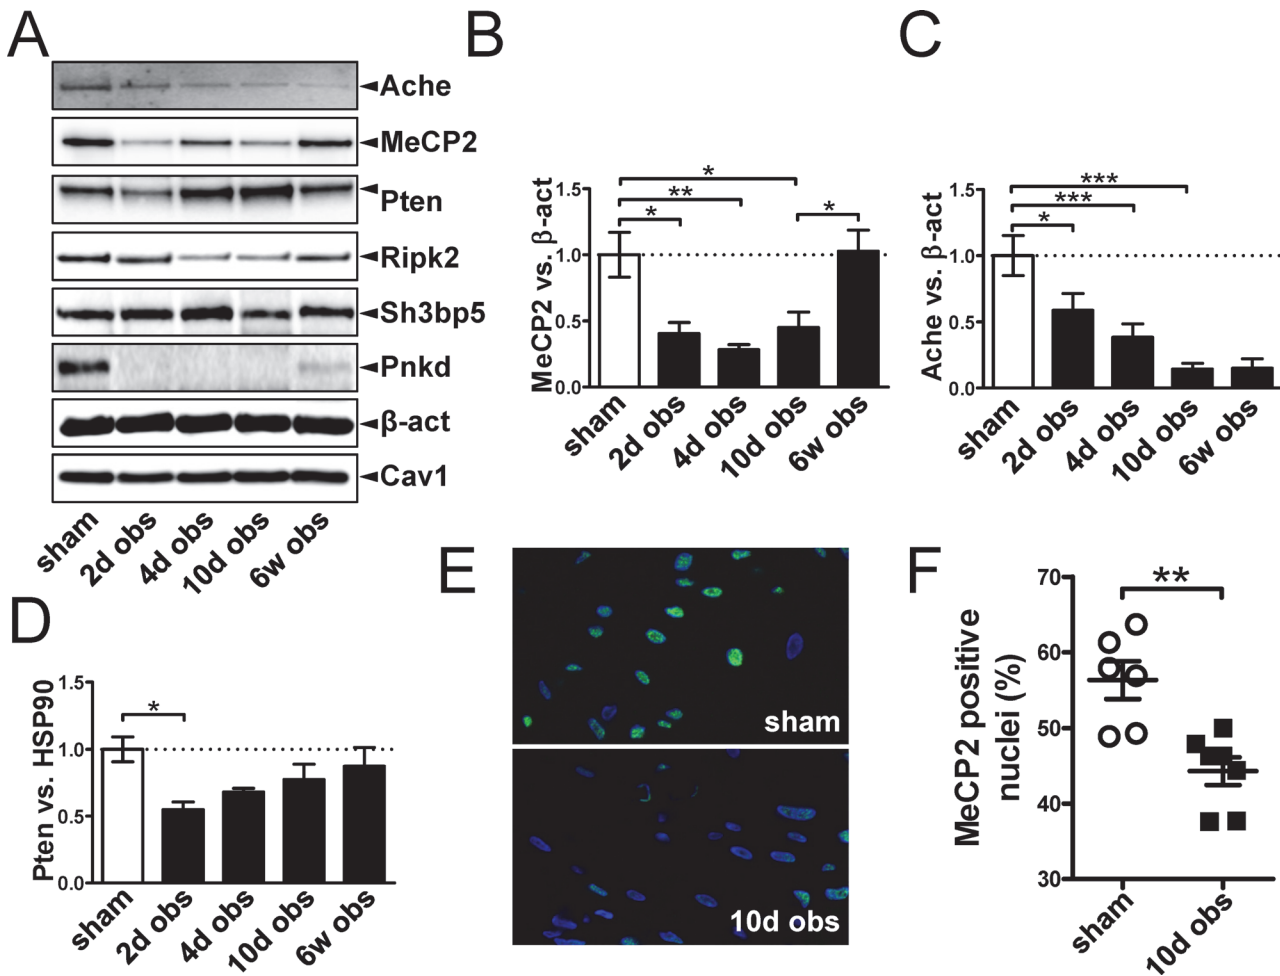 A
Ache
MeCP2
Pten
Ripk2
Sh3bp5
Pnkd
β-act
Cav1
sham
2d obs
4d obs
10d obs
6w obs
B
MeCP2 vs. β-act
1.5
1.0
0.5
0.0
*
**
*
*
sham
2d obs
4d obs
10d obs
6w obs
C
Ache vs. β-act
1.5
1.0
0.5
0.0
***
***
*
sham
2d obs
4d obs
10d obs
6w obs
D
Pten vs. HSP90
1.5
1.0
0.5
0.0
*
sham
2d obs
4d obs
10d obs
6w obs
E
sham
10d obs
F
MeCP2 positive
nuclei (%)
70
60
50
40
30
**
sham
10d obs